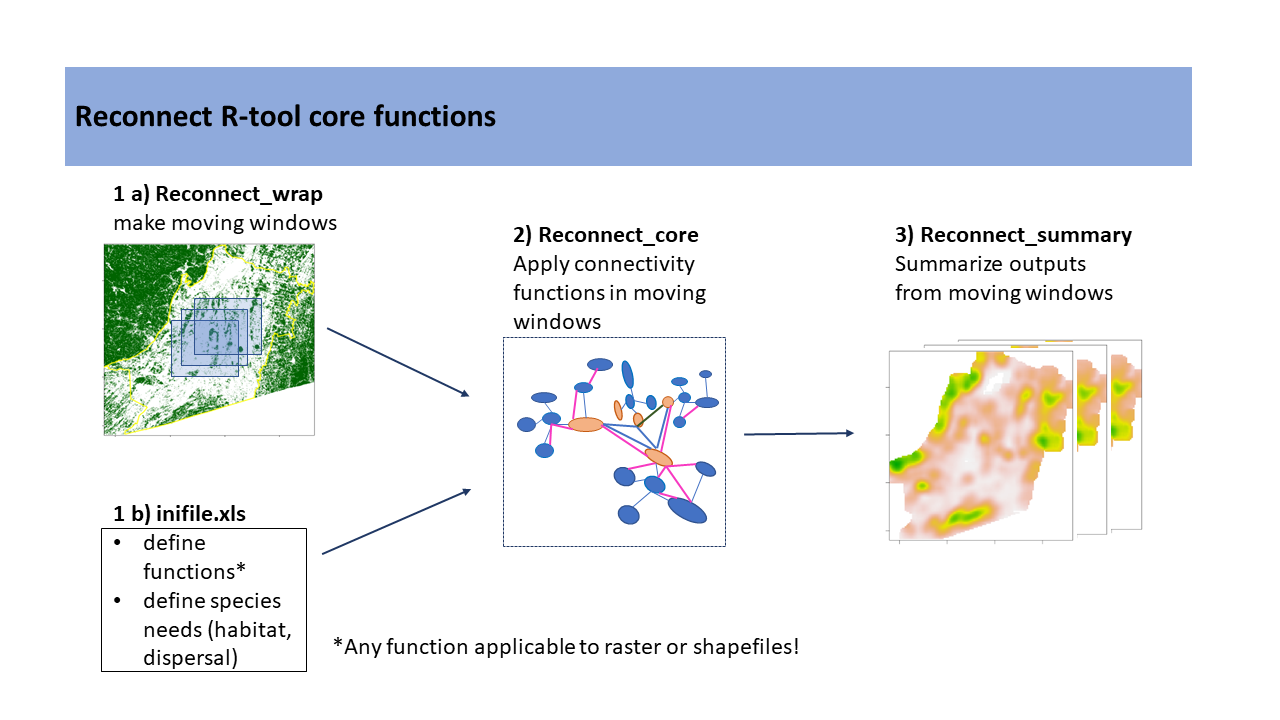 Reconnect R-tool core functions
1 a) Reconnect_wrap
make moving windows
1 b) inifile.xls
• define
functions*
• define species
needs (habitat,
dispersal)
2) Reconnect_core
Apply connectivity
functions in moving
windows
3) Reconnect_summary
Summarize outputs
from moving windows
*Any function applicable to raster or shapefiles!